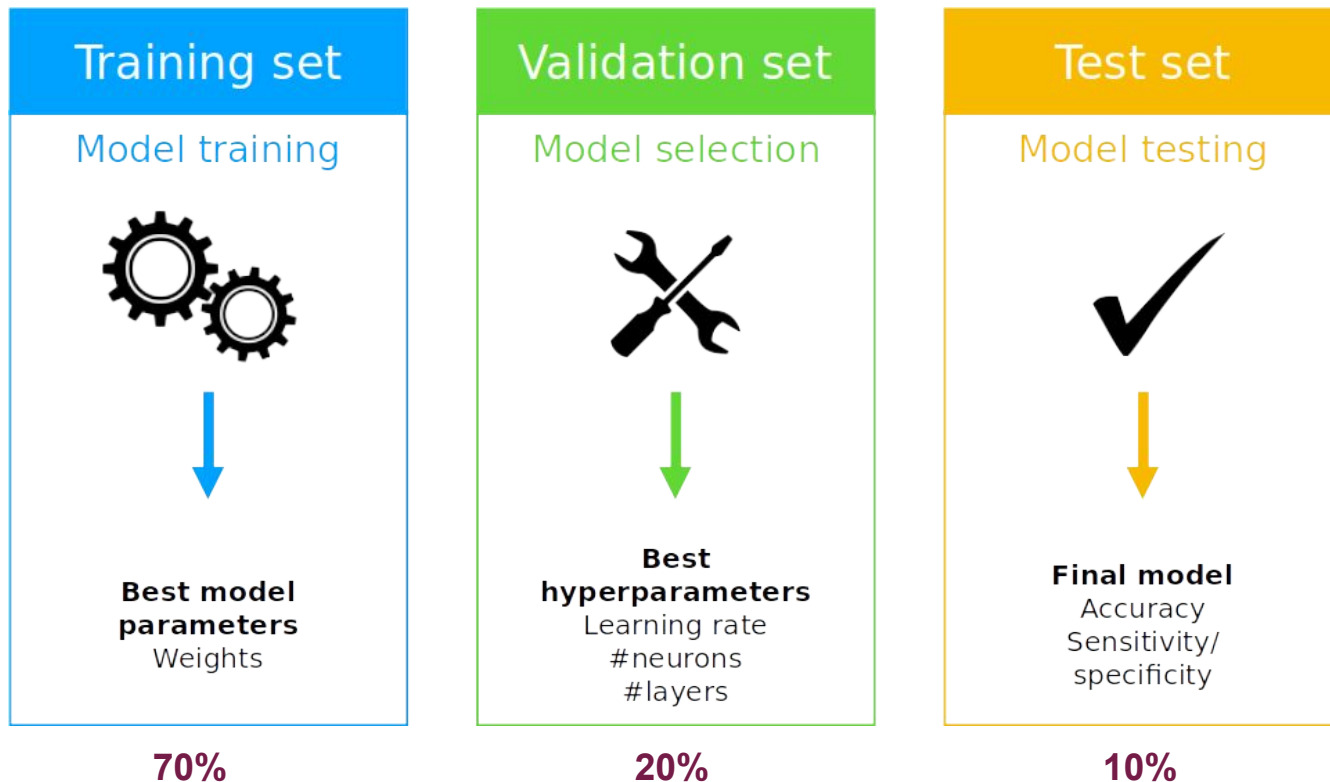 Training set
Model training
Best model
parameters
Weights
70%
Validation set
Model selection
Best
hyperparameters
Learning rate
#neurons
#layers
20%
Test set
Model testing
Final model
Accuracy
Sensitivity/
specificity
10%